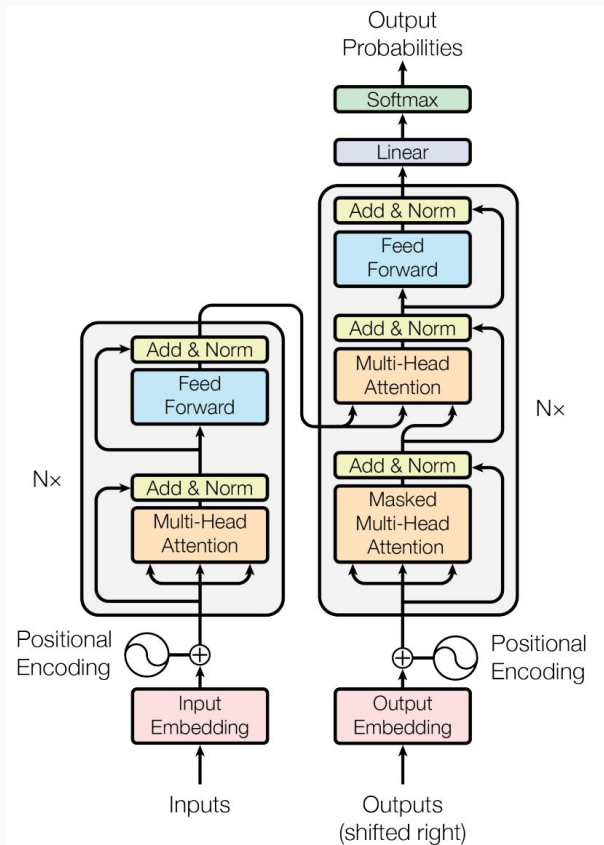 Output
Probabilities
Softmax
Linear
Add & Norm
Feed
Forward
Add & Norm
Multi-Head
Attention
Add & Norm
Masked
Multi-Head
Attention
N×
Add & Norm
Feed
Forward
Add & Norm
Multi-Head
Attention
N×
Positional
Encoding
Positional
Encoding
Input
Embedding
Output
Embedding
Inputs
Outputs
(shifted right)